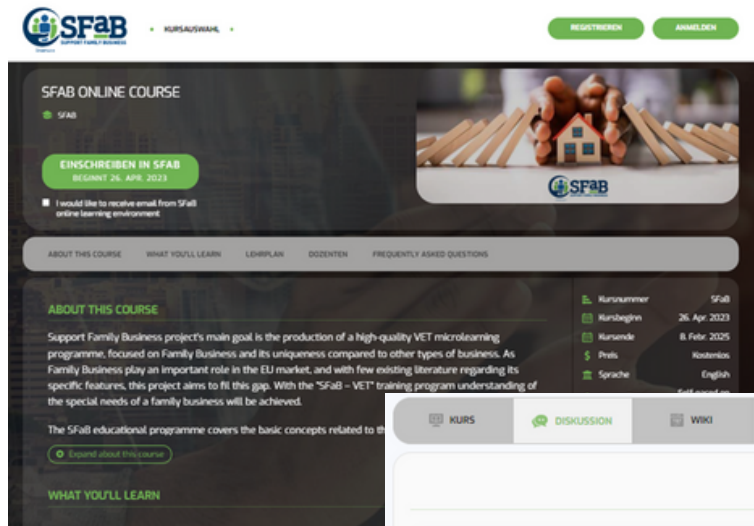 SFaB
SUPPORT FAMILY BUSINESS
KURSAUSWAHL
REGISTRIEREN
ANMELDEN
SFAB ONLINE COURSE
SFAB
EINSCHREIBEN IN SFAB
BEGINNT 26. APR. 2023
I would like to receive email from SFaB
online learning environment
SFaB
ABOUT THIS COURSE
WHAT YOU'LL LEARN
LEHRPLAN
DOZENTEN
FREQUENTLY ASKED QUESTIONS
ABOUT THIS COURSE
Support Family Business project's main goal is the production of a high-quality VET microlearning
programme, focused on Family Business and its uniqueness compared to other types of business. As
Family Business play an important role in the EU market, and with few existing literature regarding its
specific features, this project aims to fil this gap. With the "SFaB – VET" training program understanding of
the special needs of a family business will be achieved.
The SFaB educational programme covers the basic concepts related to th
Expand about this course
WHAT YOU'LL LEARN
Kursnummer SFaB
Kursbeginn 26. Apr. 2023
Kursende 8. Febr. 2025
Preis Kostenlos
Sprache English
KURS
DISKUSSION
WIKI